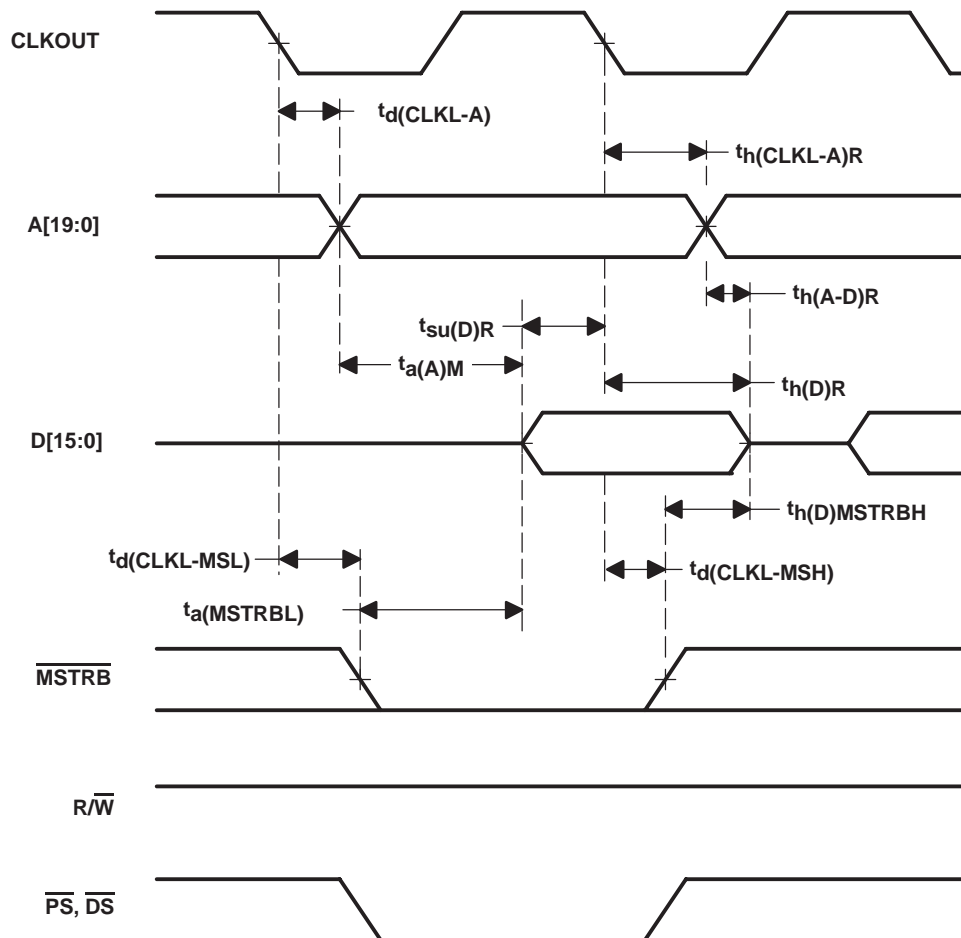 CLKOUT
td(CLKL-A)
th(CLKL-A)R
A[19:0]
th(A-D)R
tsu(D)R
ta(A)M
th(D)R
D[15:0]
th(D)MSTRBH
td(CLKL-MSL)
td(CLKL-MSH)
ta(MSTRBL)
MSTRB
R/W
PS, DS